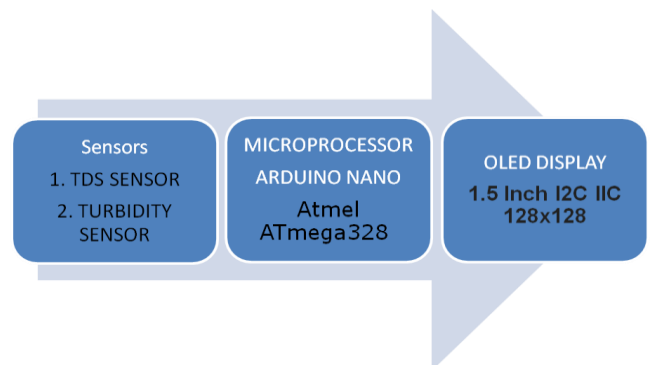 Sensors
1. TDS SENSOR
2. TURBIDITY
SENSOR
MICROPROCESSOR
ARDUINO NANO
Atmel
ATmega328
OLED DISPLAY
1.5 Inch I2C IIC
128x128